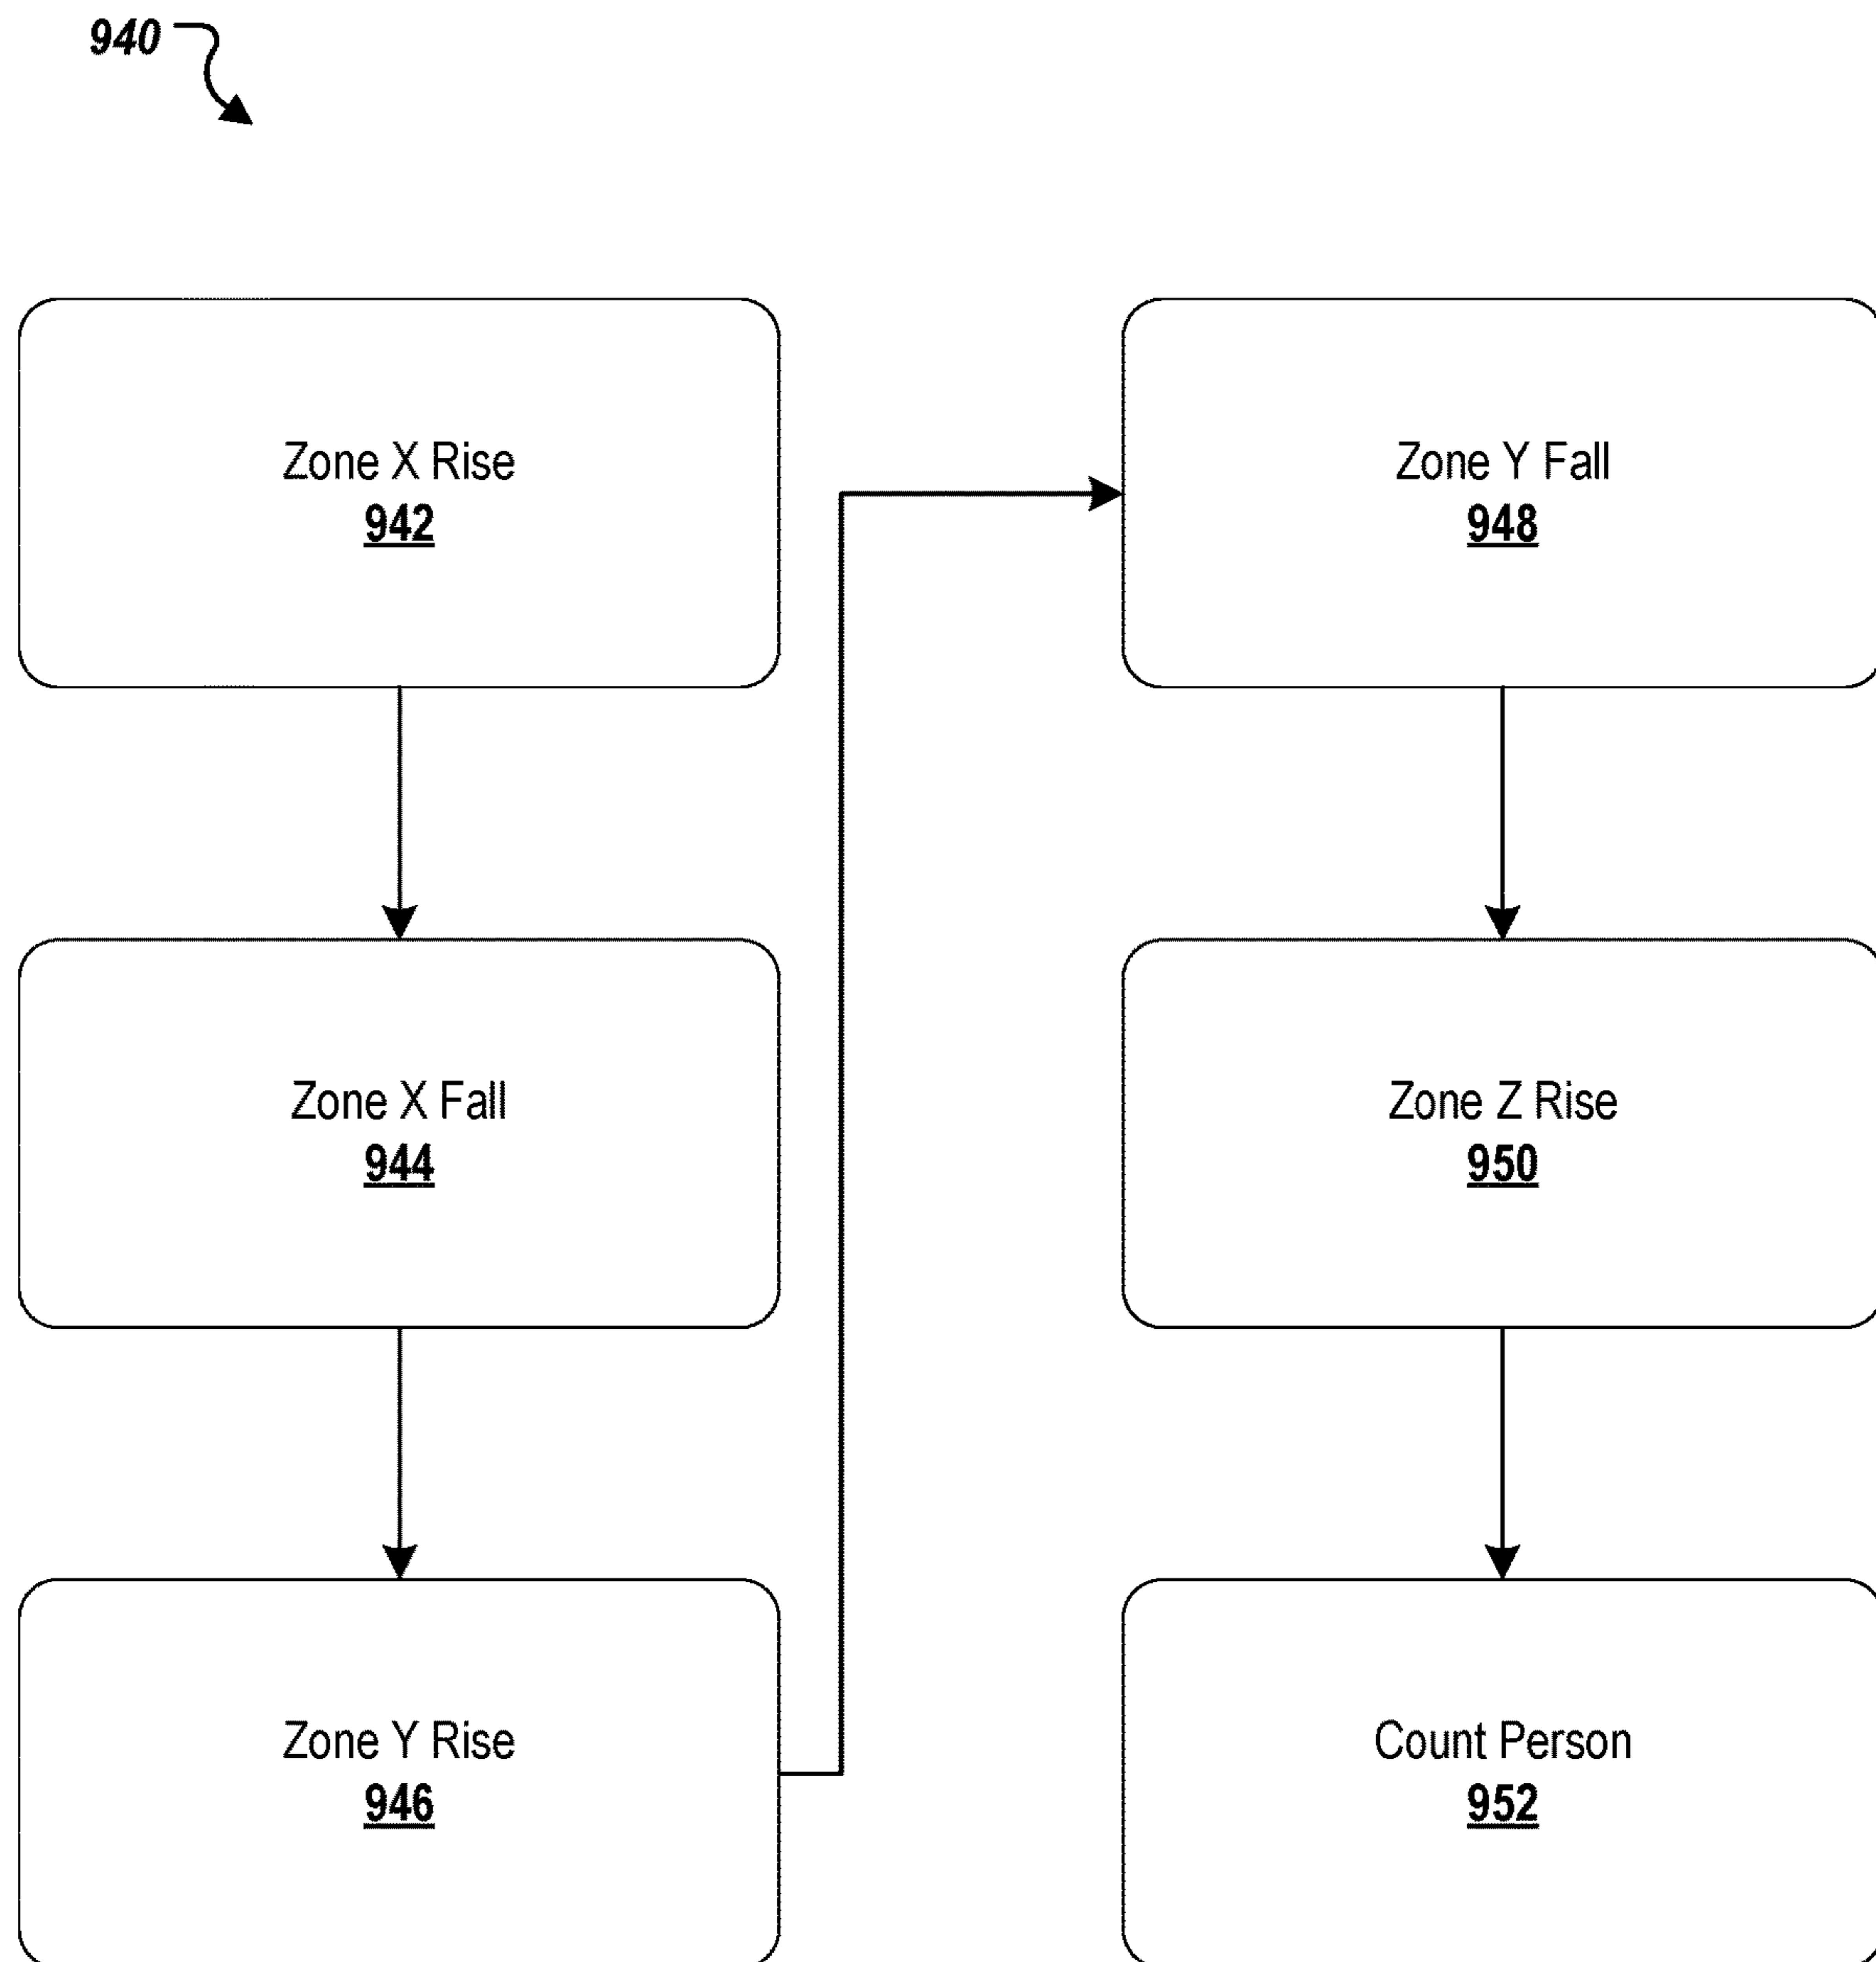 940
Zone X Rise
942
Zone X Fall
944
Zone Y Rise
946
Zone Y Fall
948
Zone Z Rise
950
Count Person
952